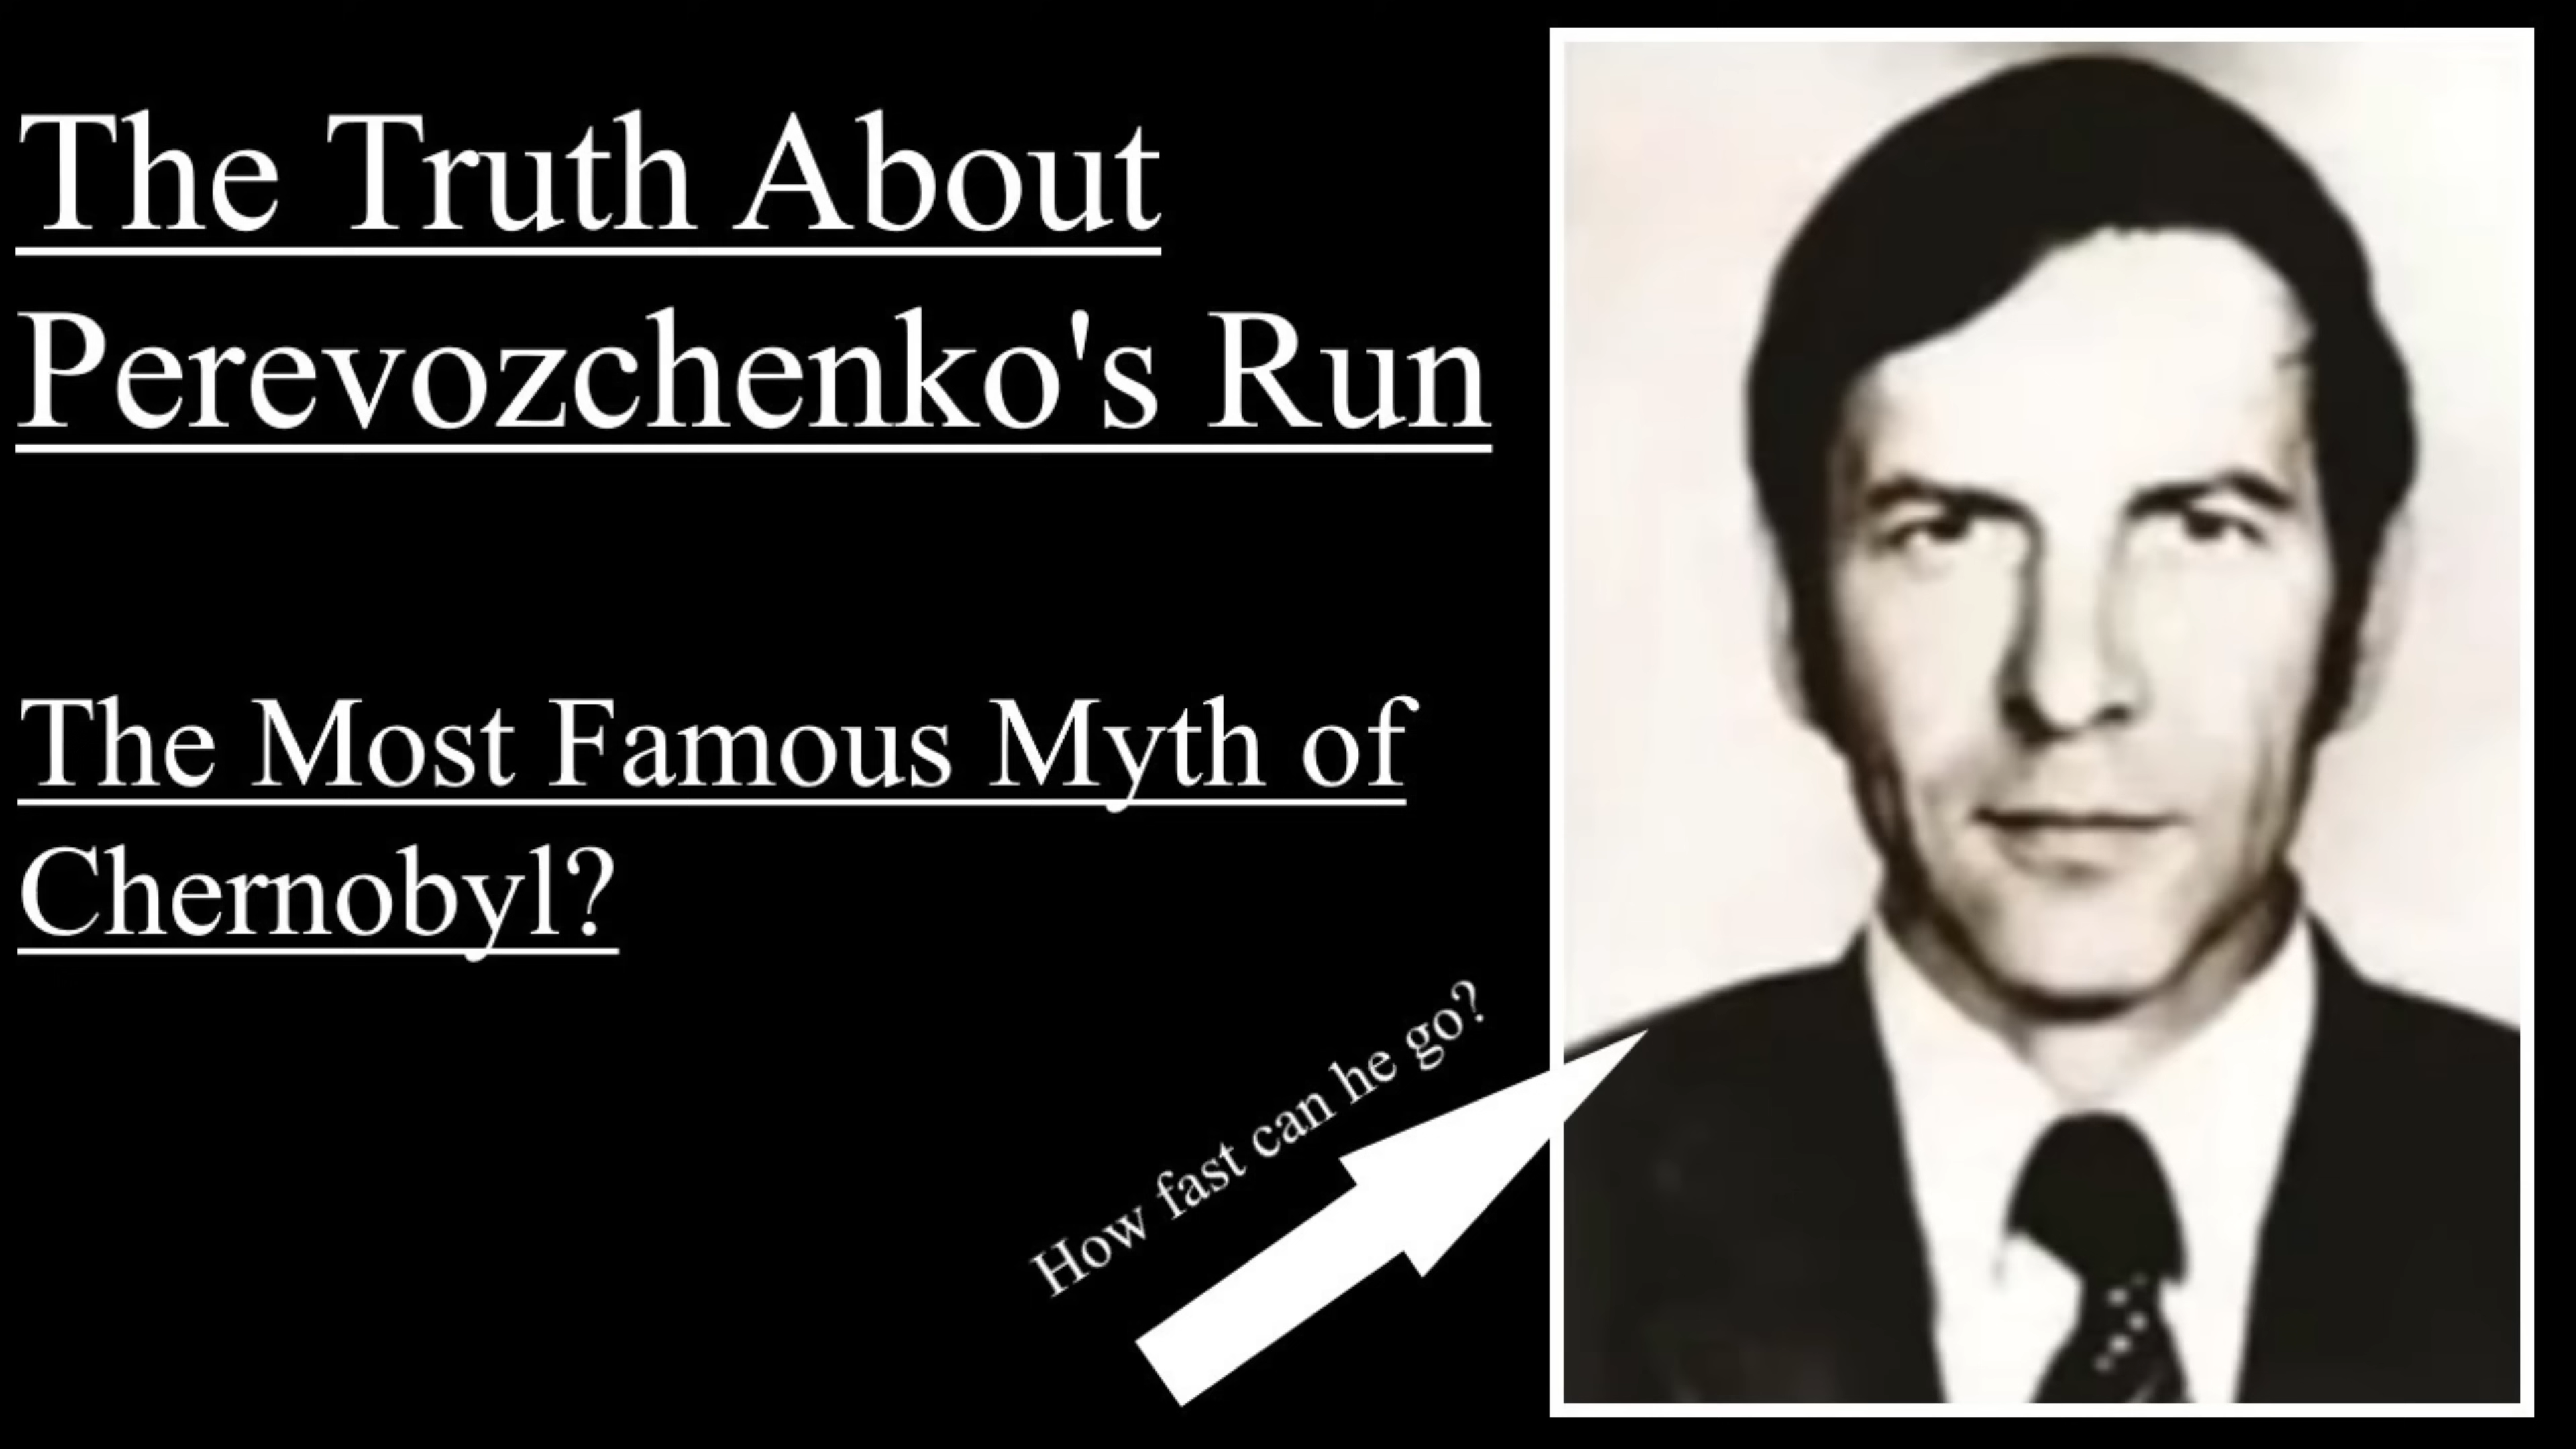 The Truth About
Perevozchenko's Run
The Most Famous Myth of
Chernobyl?
How fast can he go?